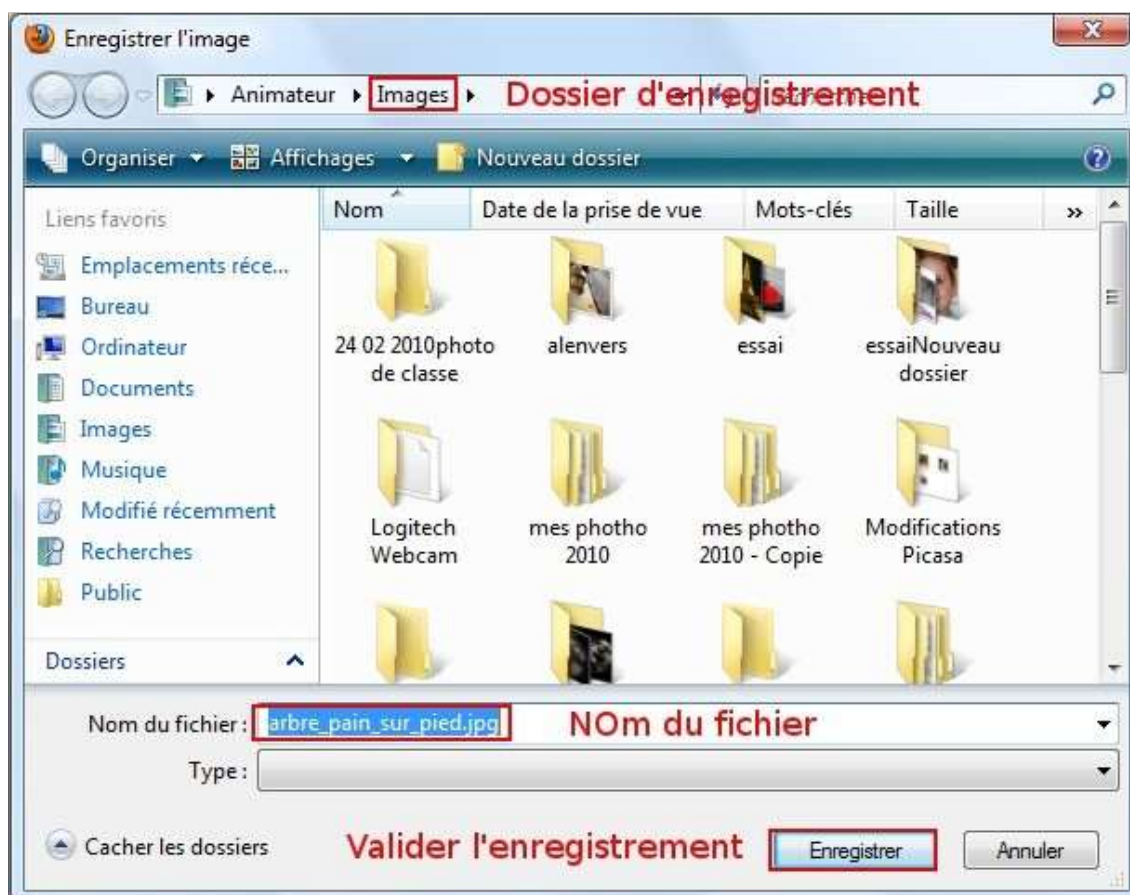 Enregistrer l'image
Animateur Images Dossier d'enregistrement
Organiser Affichages Nouveau dossier
Liens favoris
Emplacements réce...
Bureau
Ordinateur
Documents
Images
Musique
Modifié récemment
Recherches
Public
Dossiers
Nom Date de la prise de vue Mots-clés Taille »
24 02 2010photo de classe
alenvers
essai
essaiNouveau dossier
Logitech Webcam
mes photho 2010
mes photho 2010 - Copie
Modifications Picasa
Nom du fichier : arbre_pain_sur_pied.jpg NOm du fichier
Type :
Cacher les dossiers Valider l'enregistrement Enregistrer Annuler